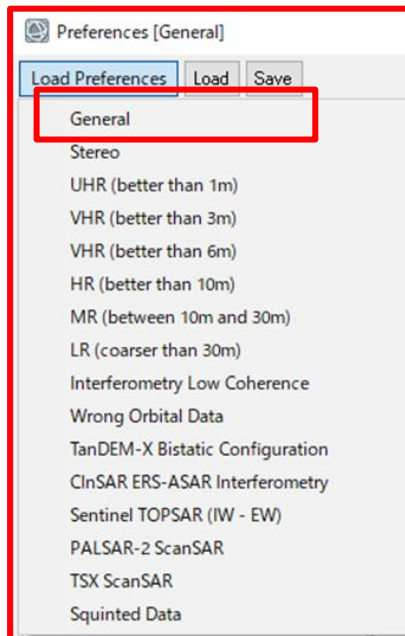 Preferences [General]
Load Preferences Load Save
General
Stereo
UHR (better than 1m)
VHR (better than 3m)
VHR (better than 6m)
HR (better than 10m)
MR (between 10m and 30m)
LR (coarser than 30m)
Interferometry Low Coherence
Wrong Orbital Data
TanDEM-X Bistatic Configuration
CInSAR ERS-ASAR Interferometry
Sentinel TOPSAR (IW - EW)
PALSAR-2 ScanSAR
TSX ScanSAR
Squinted Data